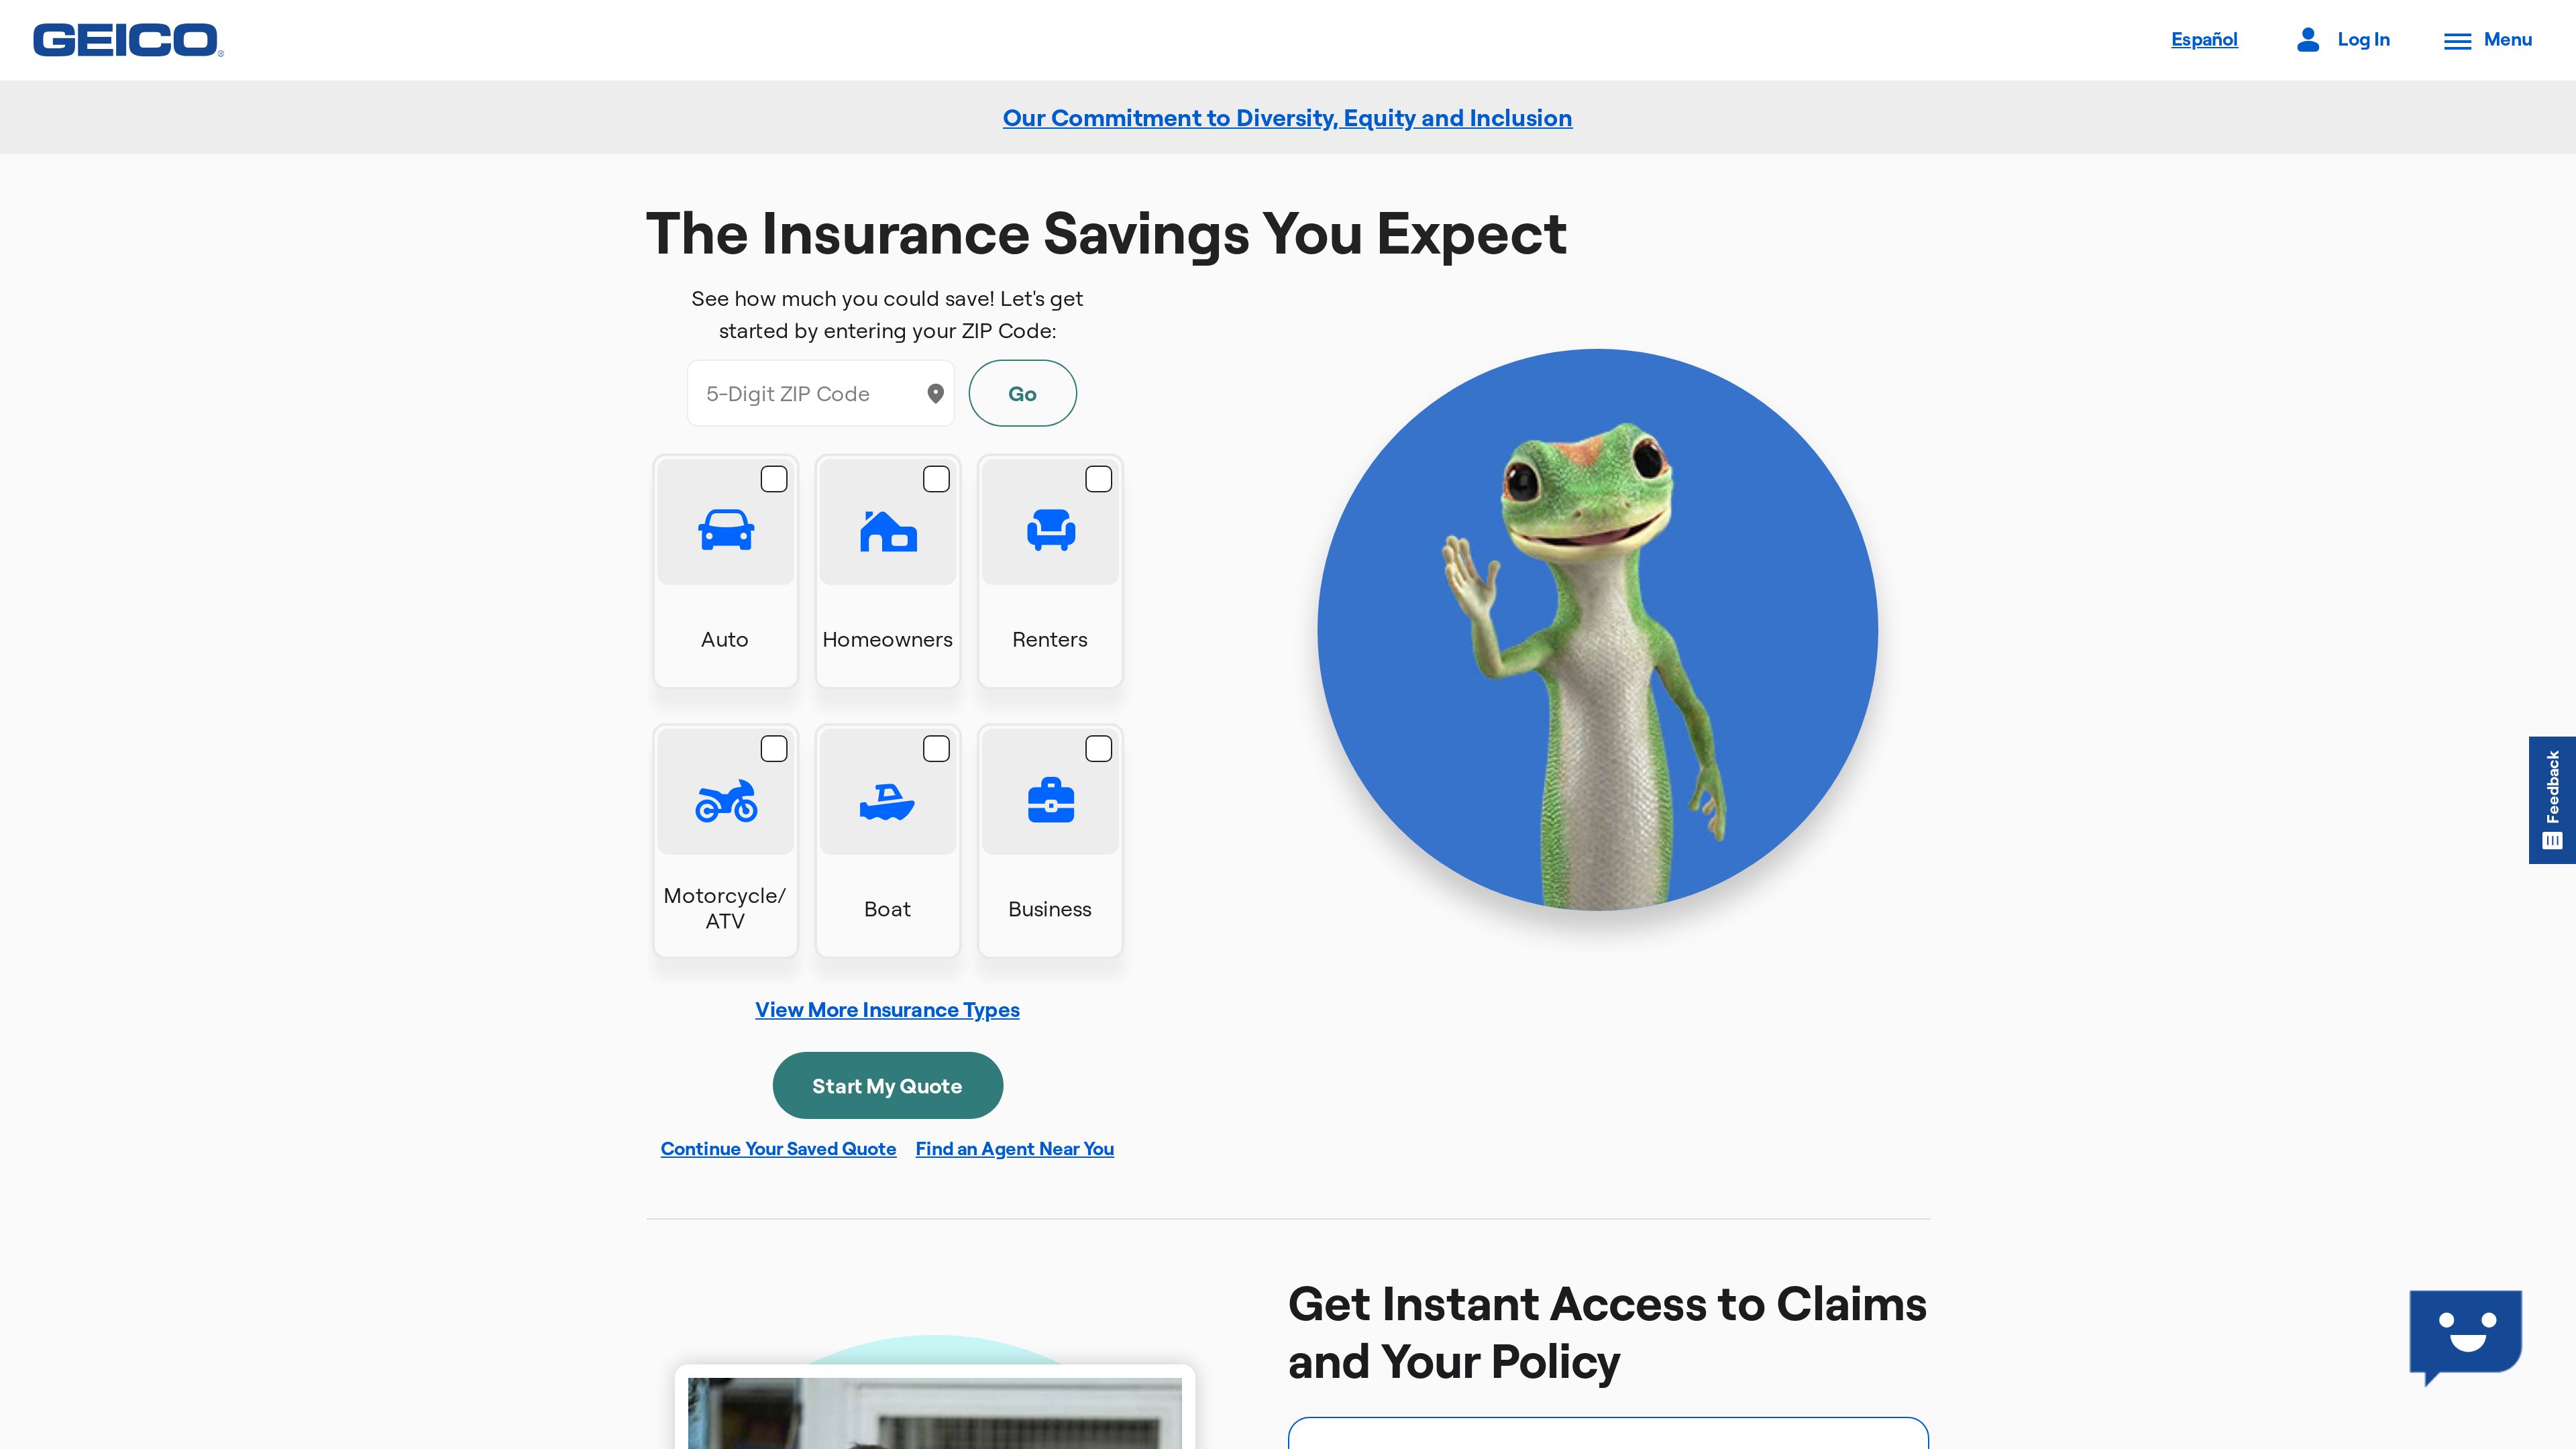 GEICO®
Español
Log In
Menu
Our Commitment to Diversity, Equity and Inclusion
The Insurance Savings You Expect
See how much you could save! Let's get
started by entering your ZIP Code:
5-Digit ZIP Code
Go
Auto
Homeowners
Renters
Motorcycle/
ATV
Boat
Business
View More Insurance Types
Start My Quote
Continue Your Saved Quote
Find an Agent Near You
Feedback
Get Instant Access to Claims
and Your Policy